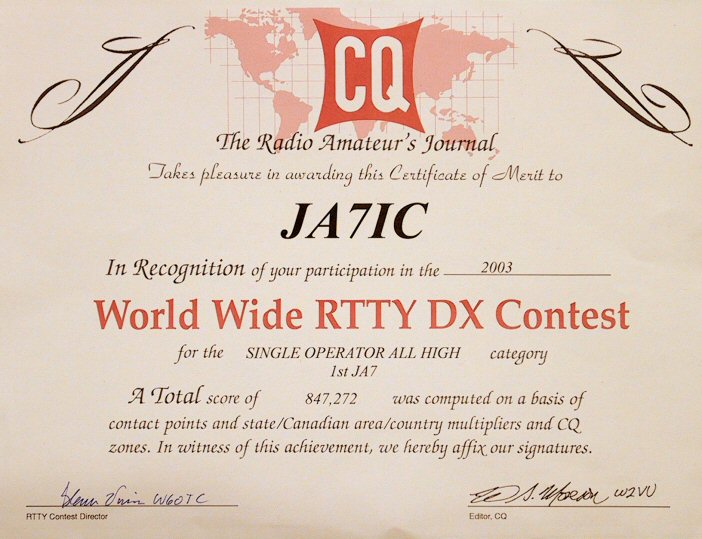 CQ
The Radio Amateur's Journal
Takes pleasure in awarding this Certificate of Merit to
JA7IC
In Recognition of your participation in the 2003
World Wide RTTY DX Contest
for the SINGLE OPERATOR ALL HIGH category
1st JA7
A Total score of 847,272 was computed on a basis of
contact points and state/Canadian area/country multipliers and CQ
zones. In witness of this achievement, we hereby affix our signatures.
W6OTC
W2VU
RTTY Contest Director
Editor, CQ